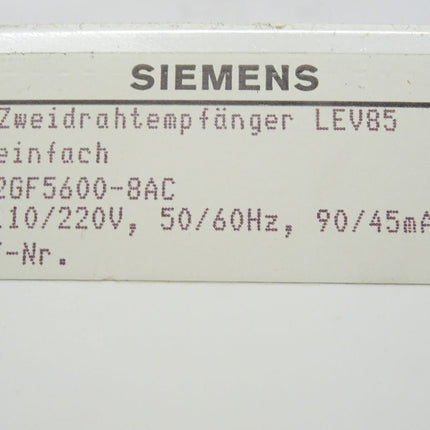 SIEMENS
Zweidrahtempfänger LEV85
einfach
2GF5600-8AC
110/220V, 50/60Hz, 90/45mA
F-Nr.